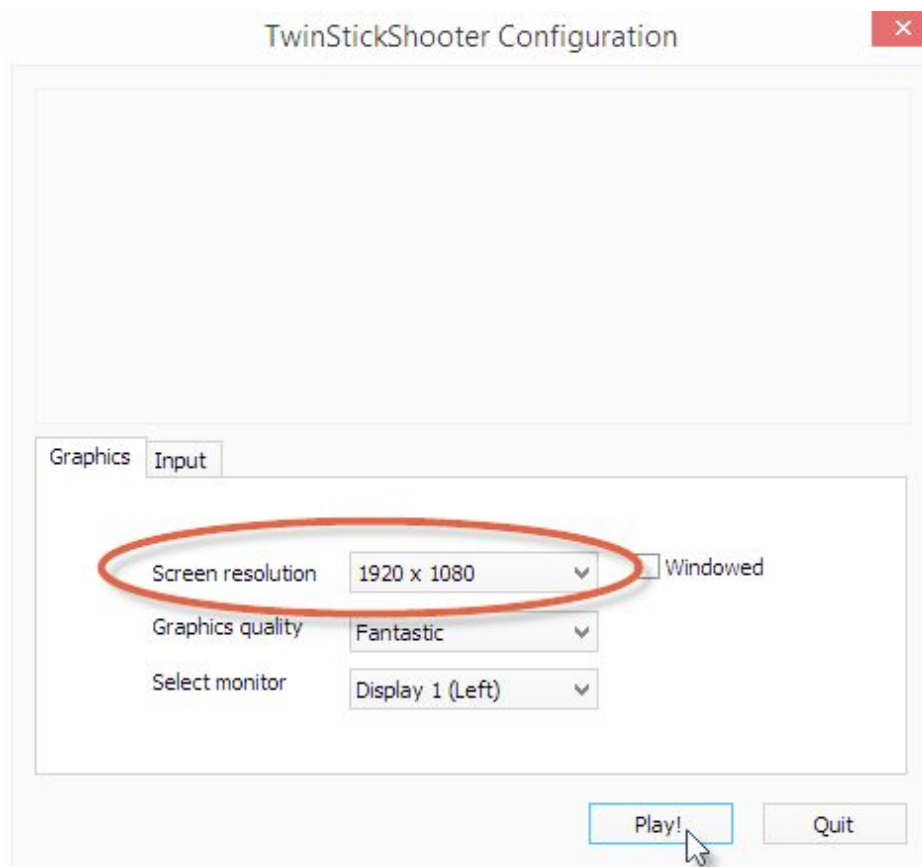 TwinStickShooter Configuration
Graphics
Input
Screen resolution 1920 x 1080 Windowed
Graphics quality Fantastic
Select monitor Display 1 (Left)
Play! Quit